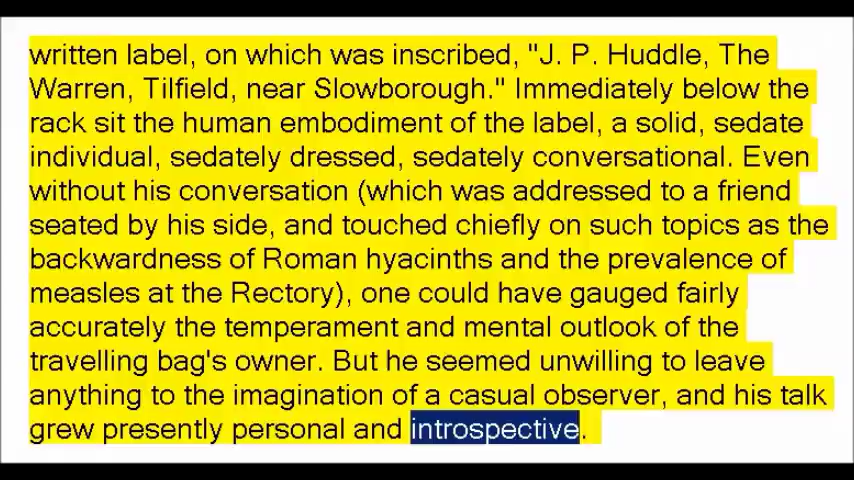 written label, on which was inscribed, "J. P. Huddle, The
Warren, Tilfield, near Slowborough." Immediately below the
rack sit the human embodiment of the label, a solid, sedate
individual, sedately dressed, sedately conversational. Even
without his conversation (which was addressed to a friend
seated by his side, and touched chiefly on such topics as the
backwardness of Roman hyacinths and the prevalence of
measles at the Rectory), one could have gauged fairly
accurately the temperament and mental outlook of the
travelling bag's owner. But he seemed unwilling to leave
anything to the imagination of a casual observer, and his talk
grew presently personal and introspective.